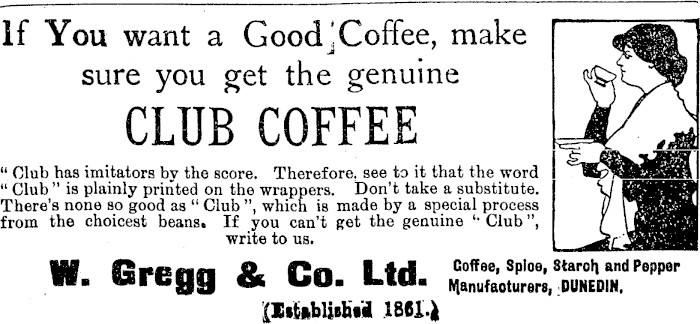 If You want a Good Coffee, make
sure you get the genuine
CLUB COFFEE
" Club has imitators by the score. Therefore, see to it that the word
" Club " is plainly printed on the wrappers. Don't take a substitute.
There's none so good as " Club ", which is made by a special process
from the choicest beans. If you can't get the genuine " Club ",
write to us.
W. Gregg & Co. Ltd.
Coffee, Spice, Starch and Pepper
Manufacturers, DUNEDIN.
(Established 1861.)